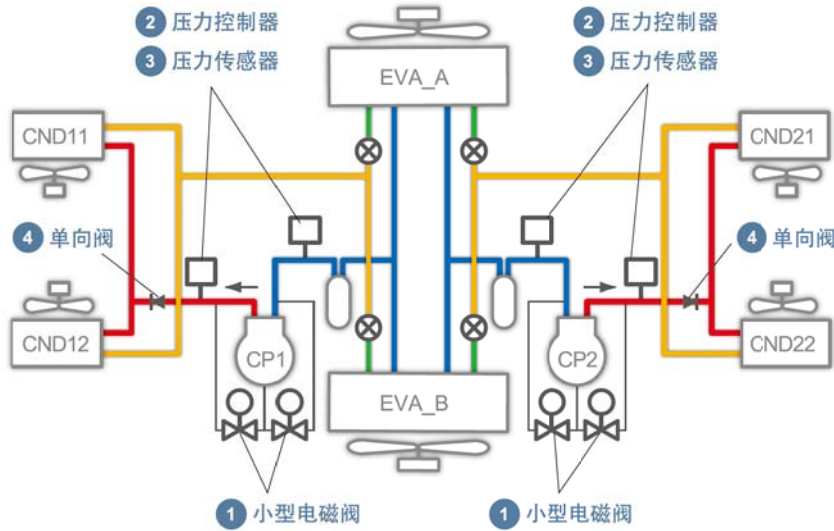 2 压力控制器
3 压力传感器
2 压力控制器
3 压力传感器
EVA_A
CND11
CND21
4 单向阀
4 单向阀
CND12
CP1
CP2
CND22
EVA_B
1 小型电磁阀
1 小型电磁阀